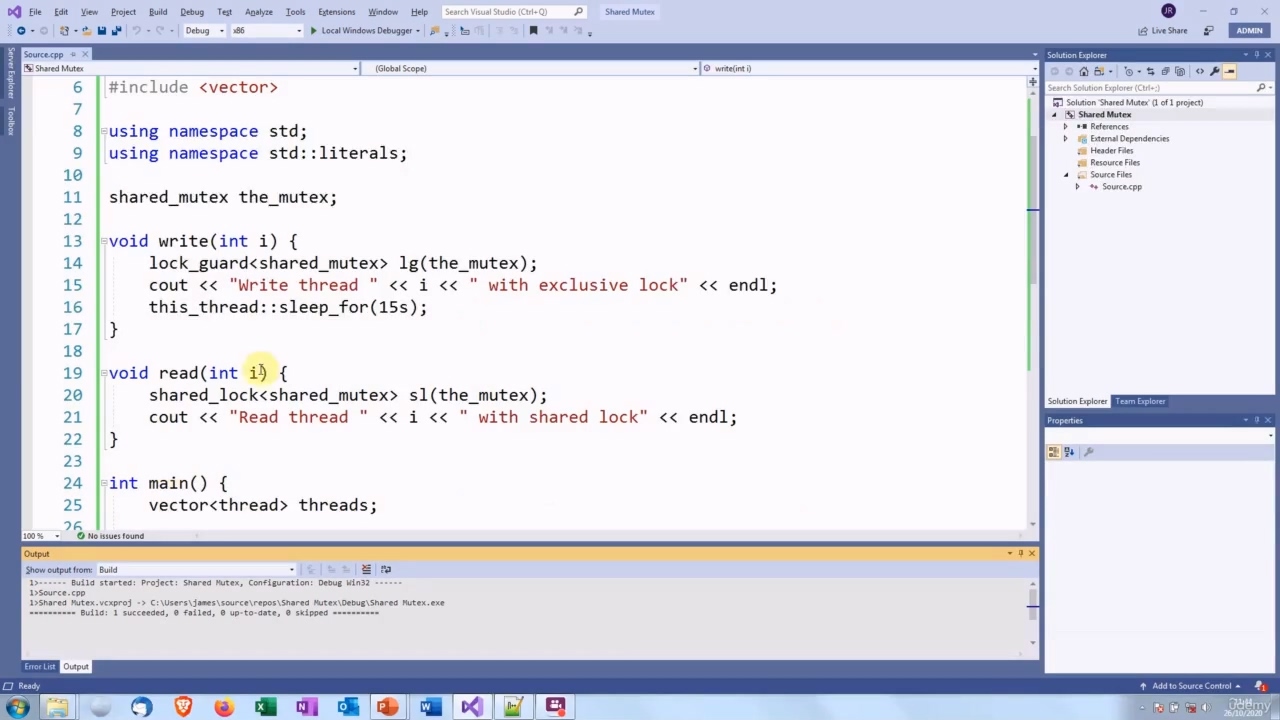 File Edit View Project Build Debug Test Analyze Tools Extensions Window Help Search Visual Studio (Ctrl+Q) Shared Mutex JR
Debug x86 Local Windows Debugger Live Share ADMIN
Server Explorer
Toolbox
Source.cpp
Shared Mutex (Global Scope) write(int i)
6 #include <vector>
7
8 using namespace std;
9 using namespace std::literals;
10
11 shared_mutex the_mutex;
12
13 void write(int i) {
14 lock_guard<shared_mutex> lg(the_mutex);
15 cout << "Write thread " << i << " with exclusive lock" << endl;
16 this_thread::sleep_for(15s);
17 }
18
19 void read(int i) {
20 shared_lock<shared_mutex> sl(the_mutex);
21 cout << "Read thread " << i << " with shared lock" << endl;
22 }
23
24 int main() {
25 vector<thread> threads;
26
100 % No issues found
Output
Show output from: Build
1>------ Build started: Project: Shared Mutex, Configuration: Debug Win32 ------
1>Source.cpp
1>Shared Mutex.vcxproj -> C:\Users\james\source\repos\Shared Mutex\Debug\Shared Mutex.exe
========== Build: 1 succeeded, 0 failed, 0 up-to-date, 0 skipped ==========
Error List Output
Solution Explorer
Search Solution Explorer (Ctrl+;)
Solution 'Shared Mutex' (1 of 1 project)
Shared Mutex
References
External Dependencies
Header Files
Resource Files
Source Files
Source.cpp
Solution Explorer Team Explorer
Properties
Ready Add to Source Control
26/10/2020
udemy